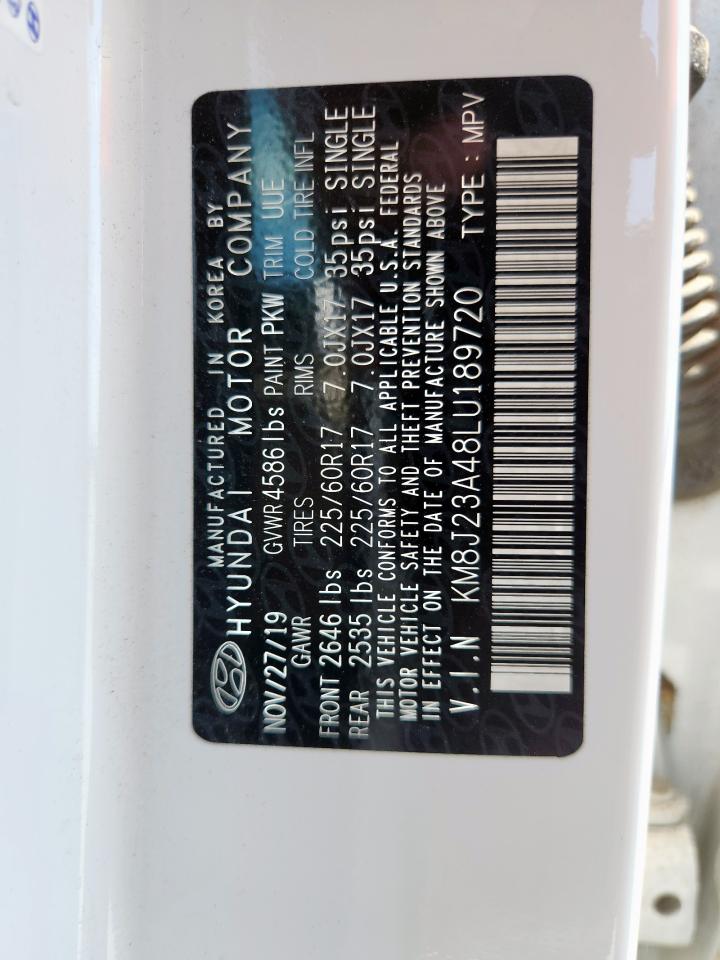 MANUFACTURED IN KOREA BY
HYUNDAI MOTOR COMPANY
NOV/27/19 GVWR 4586 lbs PAINT PKW TRIM UUE
GAWR TIRES RIMS COLD TIRE INFL
FRONT 2646 lbs 225/60R17 7.0JX17 35psi SINGLE
REAR 2535 lbs 225/60R17 7.0JX17 35psi SINGLE
THIS VEHICLE CONFORMS TO ALL APPLICABLE U.S.A. FEDERAL
MOTOR VEHICLE SAFETY AND THEFT PREVENTION STANDARDS
IN EFFECT ON THE DATE OF MANUFACTURE SHOWN ABOVE
V.I.N KM8J23A48LU189720 TYPE : MPV